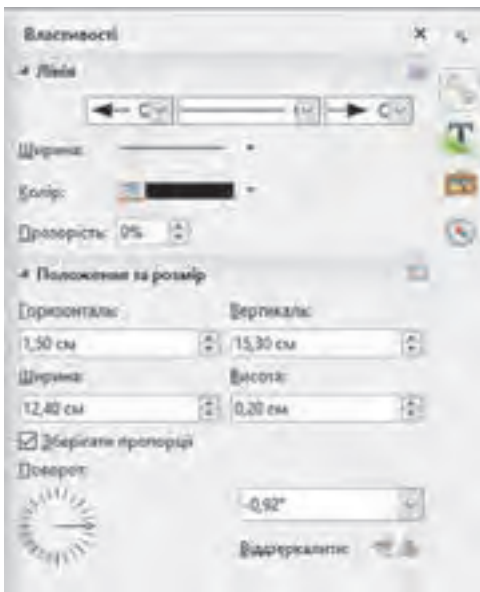 Властивості
Лінія
Ширина:
Колір:
Прозорість: 0%
Положення та розмір
Горизонталь: Вертикаль:
1,50 см 15,30 см
Ширина: Висота:
12,40 см 0,20 см
Зберігати пропорції
Поворот:
-0,92°
Віддзеркалити: